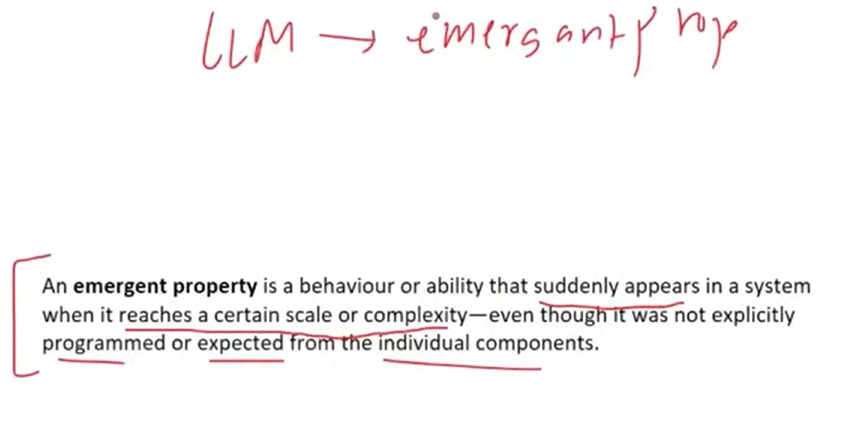 LLM → emergant prop
An emergent property is a behaviour or ability that suddenly appears in a system
when it reaches a certain scale or complexity—even though it was not explicitly
programmed or expected from the individual components.